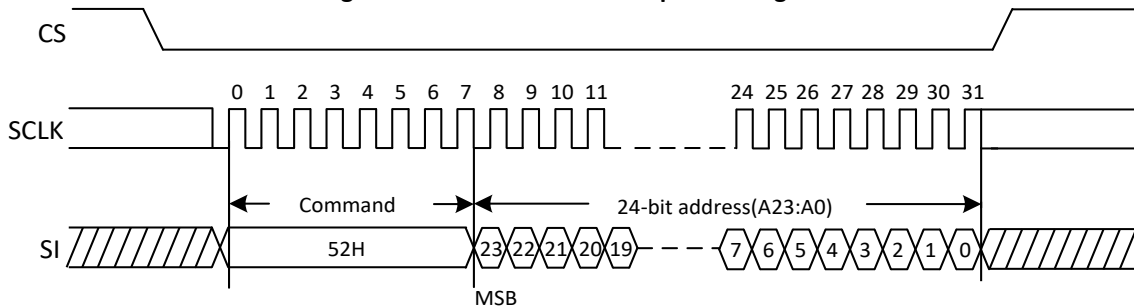 CS
0 1 2 3 4 5 6 7 8 9 10 11 24 25 26 27 28 29 30 31
SCLK
Command 24-bit address(A23:A0)
SI 52H 23 22 21 20 19 7 6 5 4 3 2 1 0
MSB